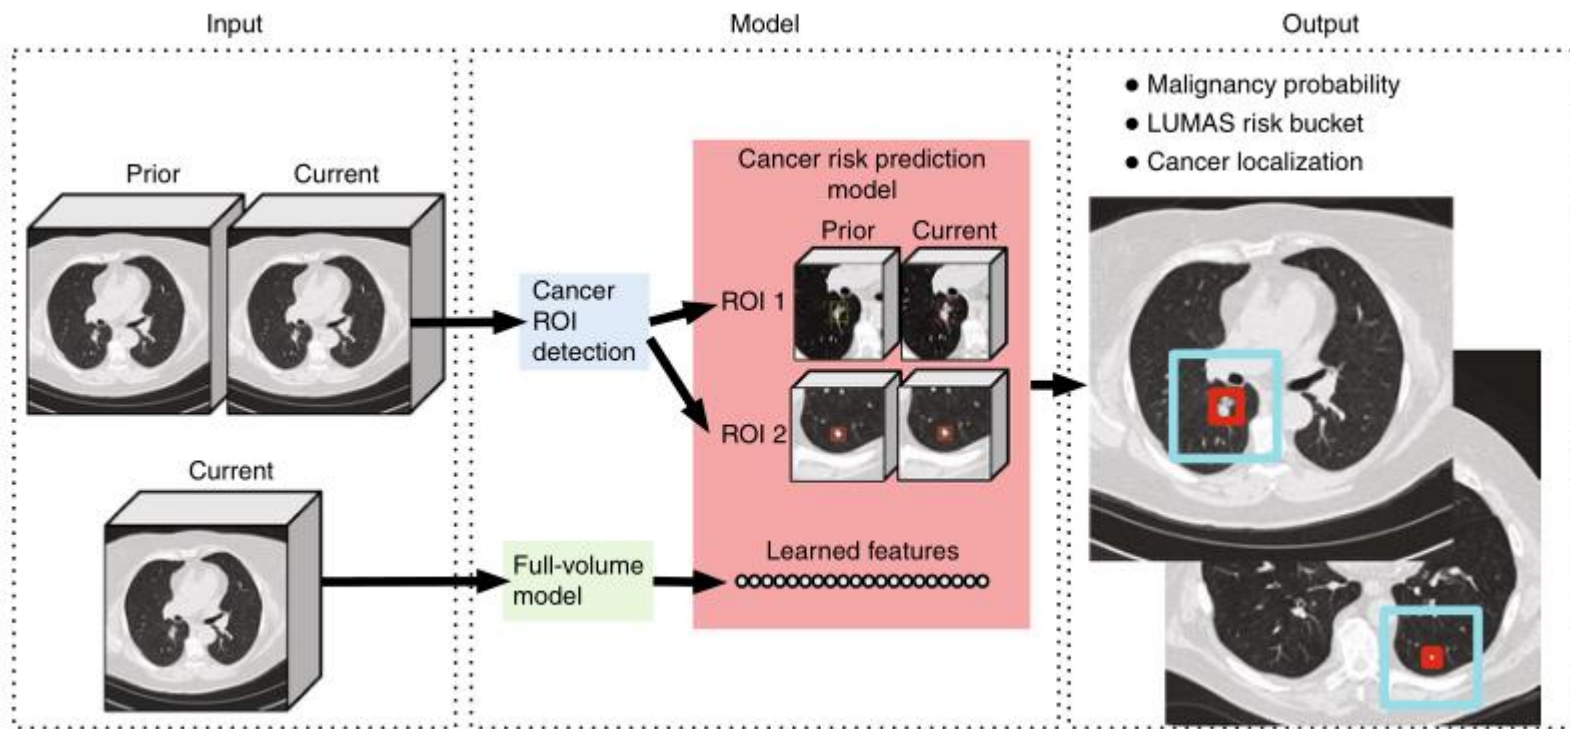 Input
Model
Output
Prior
Current
Current
Cancer
ROI
detection
Full-volume
model
Cancer risk prediction
model
Prior
Current
ROI 1
ROI 2
Learned features
● Malignancy probability
● LUMAS risk bucket
● Cancer localization